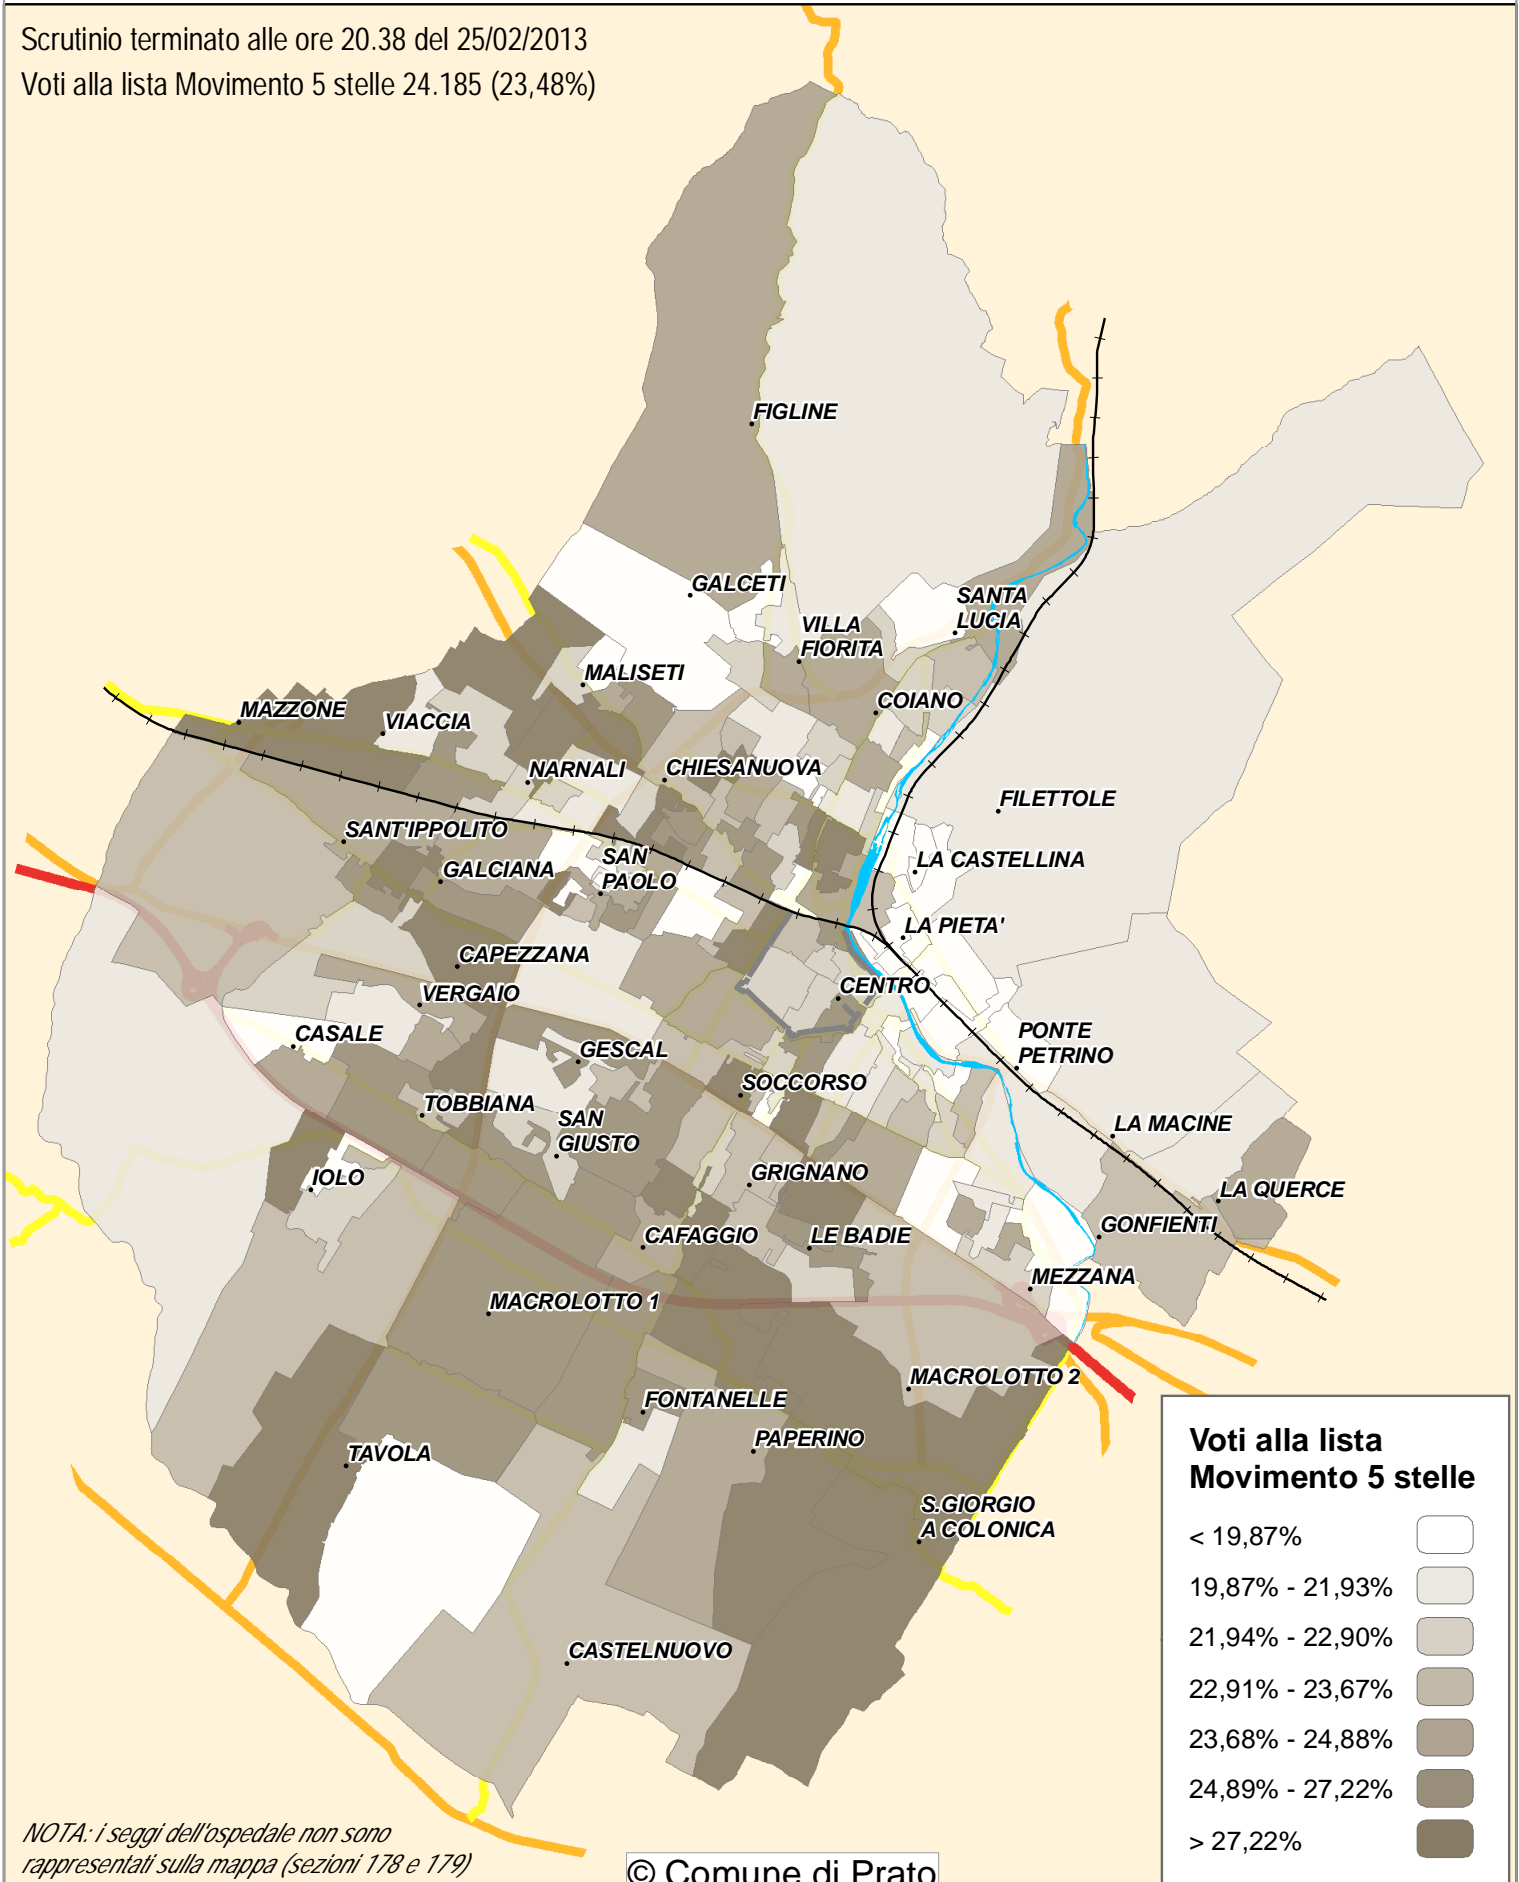 Scrutinio terminato alle ore 20.38 del 25/02/2013
Voti alla lista Movimento 5 stelle 24.185 (23,48%)
FIGLINE
GALCETI
SANTA
LUCIA
VILLA
FIORITA
MALISETI
COIANO
MAZZONE
VIACCIA
NARNALI
CHIESANUOVA
FILETTOLE
SANT'IPPOLITO
SAN
PAOLO
LA CASTELLINA
GALCIANA
LA PIETA'
CAPEZZANA
CENTRO
VERGAIO
CASALE
PONTE
PETRINO
GESCAL
SOCCORSO
TOBBIANA
SAN
GIUSTO
LA MACINE
IOLO
GRIGNANO
LA QUERCE
GONFIENTI
CAFAGGIO
LE BADIE
MEZZANA
MACROLOTTO 1
MACROLOTTO 2
FONTANELLE
PAPERINO
TAVOLA
S.GIORGIO
A COLONICA
CASTELNUOVO
Voti alla lista
Movimento 5 stelle
< 19,87%
19,87% - 21,93%
21,94% - 22,90%
22,91% - 23,67%
23,68% - 24,88%
24,89% - 27,22%
> 27,22%
NOTA: i seggi dell'ospedale non sono
rappresentati sulla mappa (sezioni 178 e 179)
© Comune di Prato